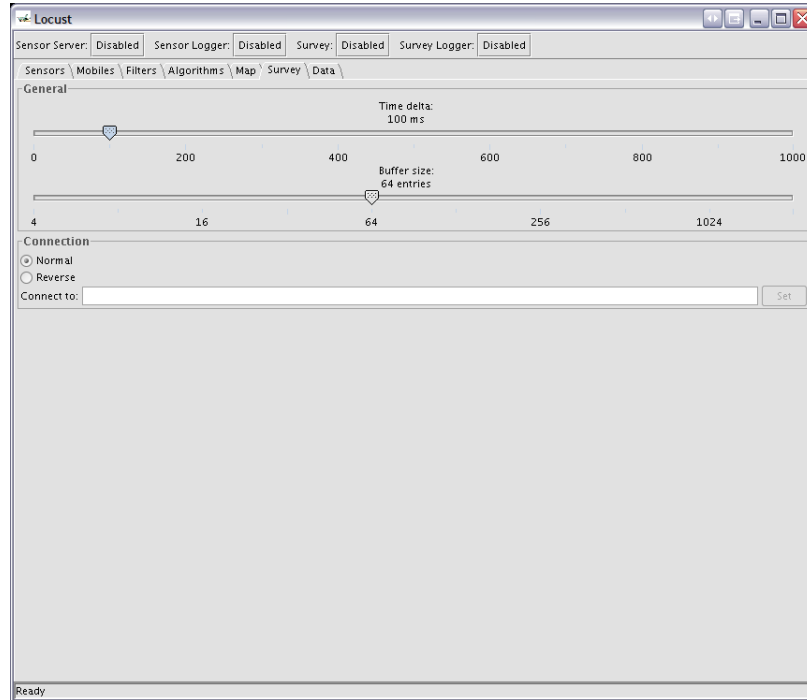 Locust
Sensor Server: Disabled Sensor Logger: Disabled Survey: Disabled Survey Logger: Disabled
Sensors Mobiles Filters Algorithms Map Survey Data
General
Time delta:
100 ms
0 200 400 600 800 1000
Buffer size:
64 entries
4 16 64 256 1024
Connection
Normal
Reverse
Connect to: Set
Ready